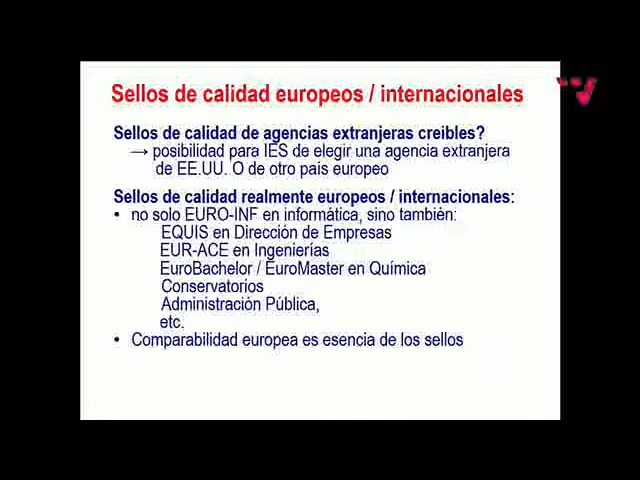 Sellos de calidad europeos / internacionales
Sellos de calidad de agencias extranjeras creibles?
→ posibilidad para IES de elegir una agencia extranjera
de EE.UU. O de otro país europeo
Sellos de calidad realmente europeos / internacionales:
• no solo EURO-INF en informática, sino también:
EQUIS en Dirección de Empresas
EUR-ACE en Ingenierías
EuroBachelor / EuroMaster en Química
Conservatorios
Administración Pública,
etc.
• Comparabilidad europea es esencia de los sellos